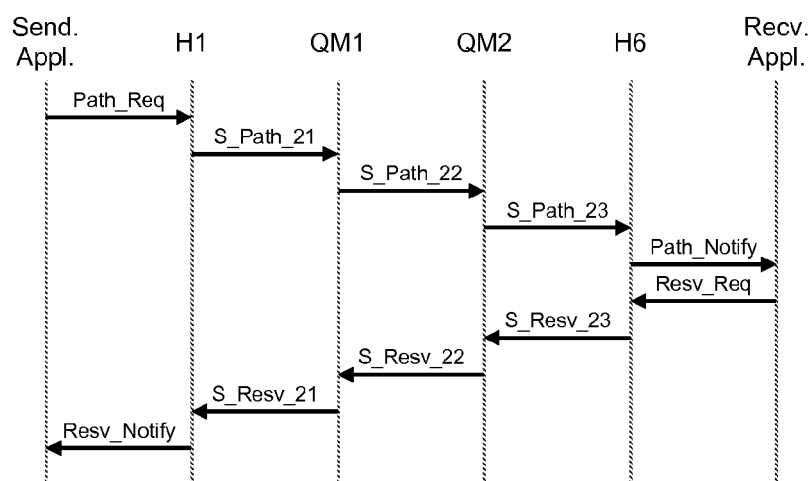 Send. Appl.
H1
QM1
QM2
H6
Recv. Appl.
Path_Req
S_Path_21
S_Path_22
S_Path_23
Path_Notify
Resv_Req
S_Resv_23
S_Resv_22
S_Resv_21
Resv_Notify